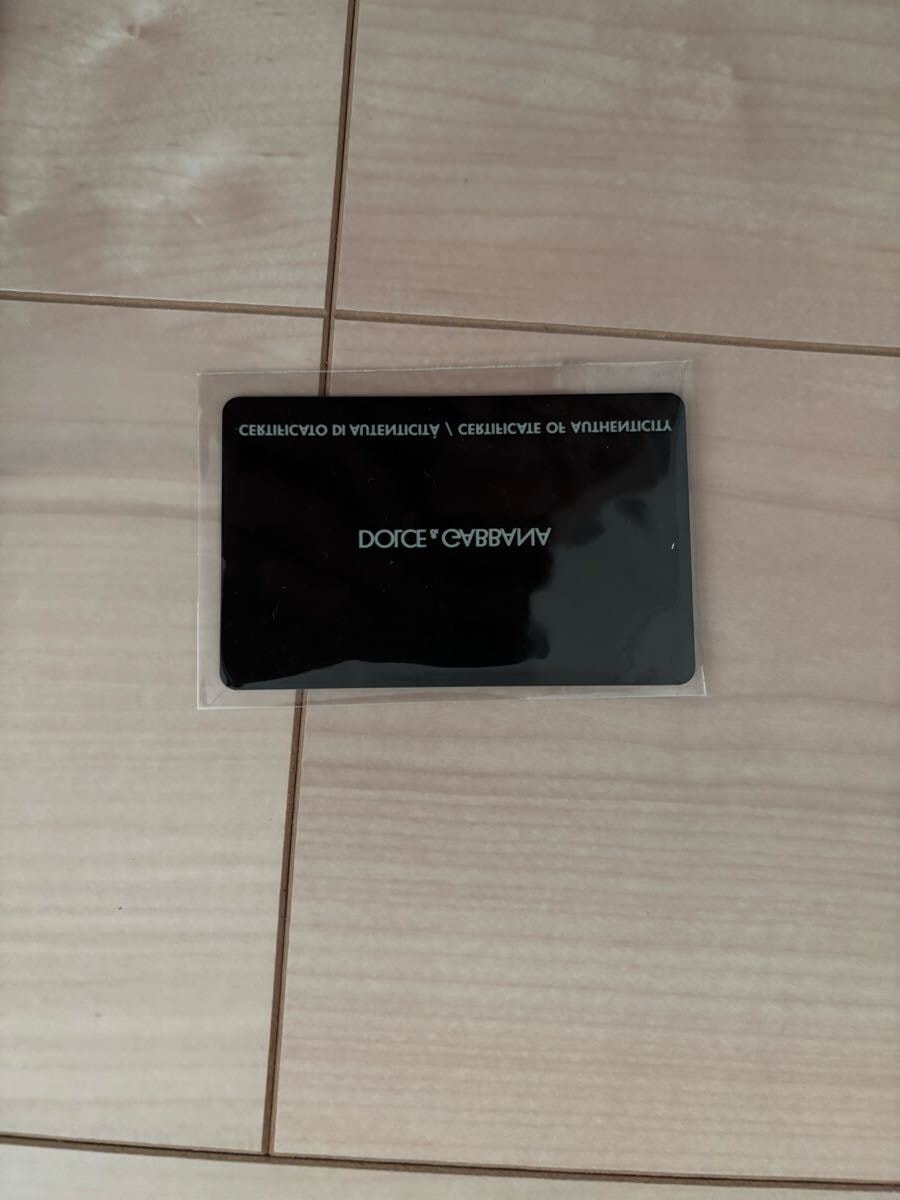 CERTIFICATO DI AUTENTICITÀ / CERTIFICATE OF AUTHENTICITY
DOLCE & GABBANA